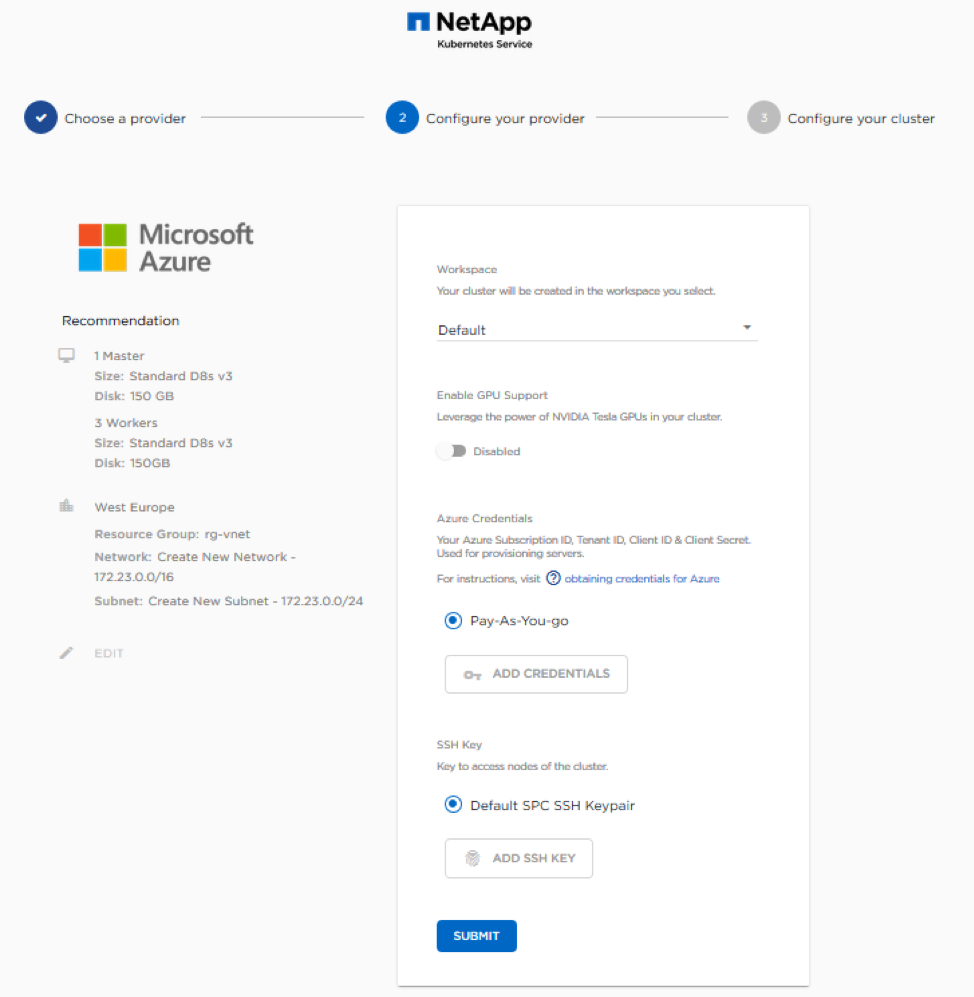 NetApp
Kubernetes Service
Choose a provider
2
Configure your provider
3
Configure your cluster
Microsoft
Azure
Recommendation
1 Master
Size: Standard D8s v3
Disk: 150 GB
3 Workers
Size: Standard D8s v3
Disk: 150GB
West Europe
Resource Group: rg-vnet
Network: Create New Network -
172.23.0.0/16
Subnet: Create New Subnet - 172.23.0.0/24
EDIT
Workspace
Your cluster will be created in the workspace you select.
Default
Enable GPU Support
Leverage the power of NVIDIA Tesla GPUs in your cluster.
Disabled
Azure Credentials
Your Azure Subscription ID, Tenant ID, Client ID & Client Secret.
Used for provisioning servers.
For instructions, visit ? obtaining credentials for Azure
Pay-As-You-go
ADD CREDENTIALS
SSH Key
Key to access nodes of the cluster.
Default SPC SSH Keypair
ADD SSH KEY
SUBMIT